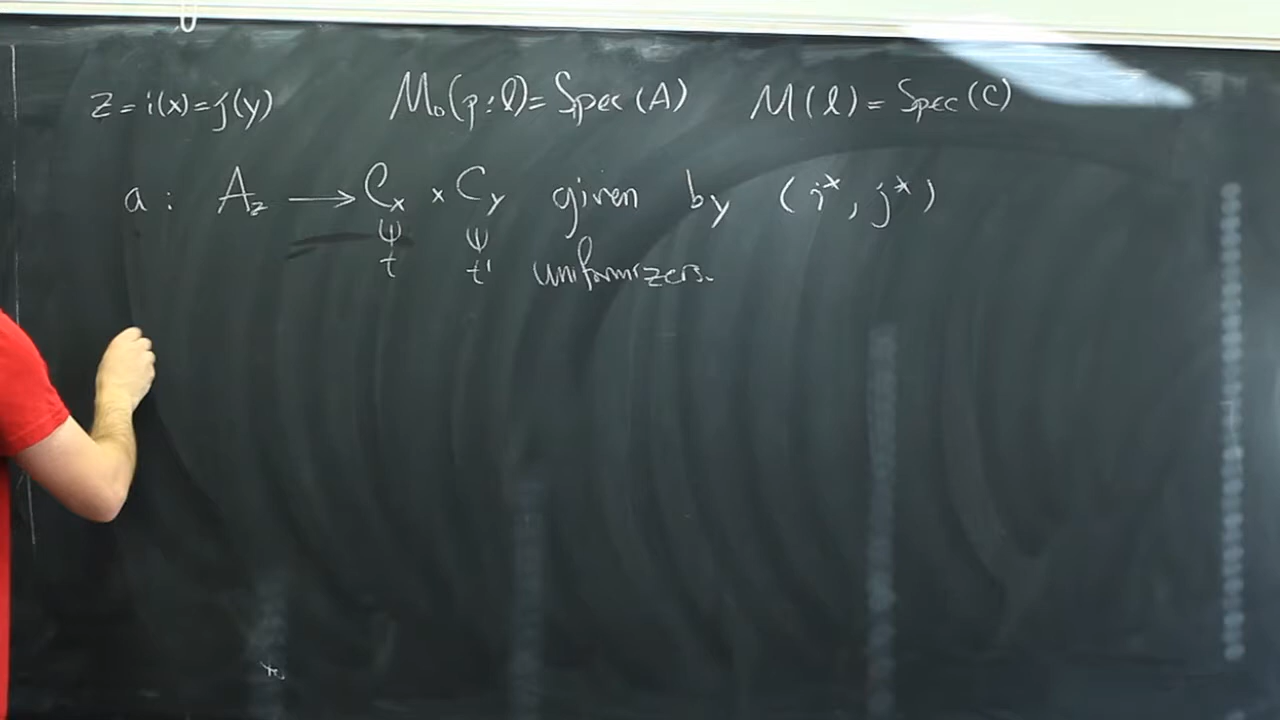 z = i(x) = j(y) M₀(p;ℓ) = Spec(A) M(ℓ) = Spec(C)
a : A_z ⟶ C_x × C_y given by (i*, j*)
Ψ Ψ
t t' uniformizers.